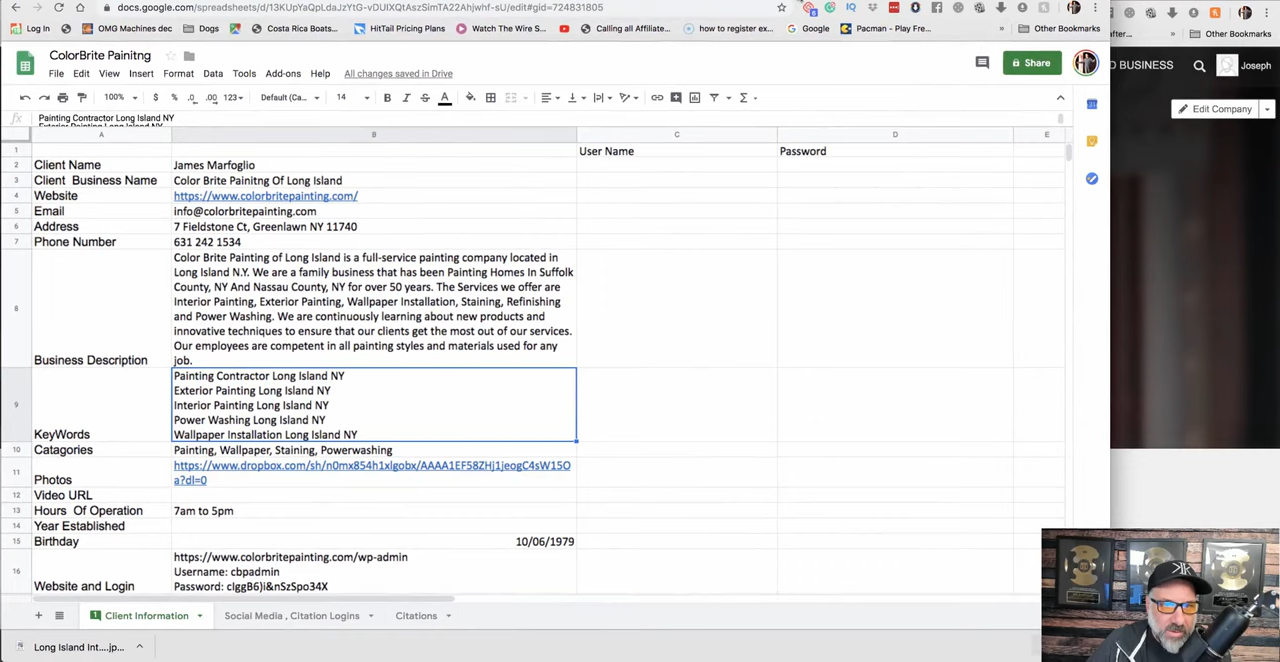 docs.google.com/spreadsheets/d/13KUpYaQpLdaJzYtG-vDUIXQtAszSimTA22Ahjwhf-sU/edit#gid=724831805
Log In
OMG Machines dec
Dogs
Costa Rica Boats...
HitTail Pricing Plans
Watch The Wire S...
Calling all Affiliate...
how to register ex...
Google
Pacman - Play Fre...
»
Other Bookmarks
after...
»
Other Bookmarks
ColorBrite Painitng
File Edit View Insert Format Data Tools Add-ons Help All changes saved in Drive
Share
D BUSINESS
Joseph
100% $ % .0 .00 123 Default (Ca... 14 B I S A
Edit Company
fx Painting Contractor Long Island NY
Exterior Painting Long Island NY
A B C D E
1 User Name Password
2 Client Name James Marfoglio
3 Client Business Name Color Brite Painitng Of Long Island
4 Website https://www.colorbritepainting.com/
5 Email info@colorbritepainting.com
6 Address 7 Fieldstone Ct, Greenlawn NY 11740
7 Phone Number 631 242 1534
Color Brite Painting of Long Island is a full-service painting company located in
Long Island N.Y. We are a family business that has been Painting Homes In Suffolk
County, NY And Nassau County, NY for over 50 years. The Services we offer are
Interior Painting, Exterior Painting, Wallpaper Installation, Staining, Refinishing
and Power Washing. We are continuously learning about new products and
innovative techniques to ensure that our clients get the most out of our services.
Our employees are competent in all painting styles and materials used for any
8 Business Description job.
Painting Contractor Long Island NY
Exterior Painting Long Island NY
Interior Painting Long Island NY
Power Washing Long Island NY
9 KeyWords Wallpaper Installation Long Island NY
10 Catagories Painting, Wallpaper, Staining, Powerwashing
https://www.dropbox.com/sh/n0mx854h1xlgobx/AAAA1EF58ZHj1jeogC4sW15O
11 Photos a?dl=0
12 Video URL
13 Hours Of Operation 7am to 5pm
14 Year Established
15 Birthday 10/06/1979
https://www.colorbritepainting.com/wp-admin
Username: cbpadmin
16 Website and Login Password: clggB6)i&nSzSpo34X
1 Client Information
Social Media , Citation Logins
Citations
Long Island Int....jp...